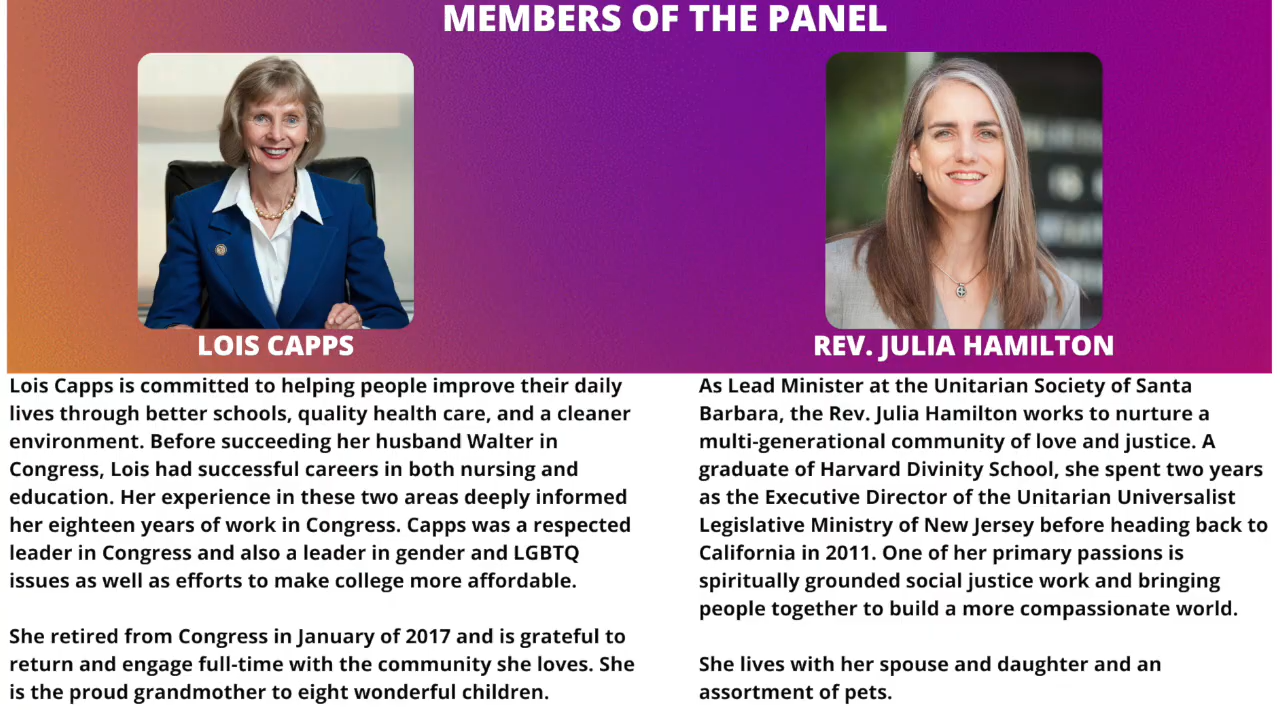 MEMBERS OF THE PANEL
LOIS CAPPS
Lois Capps is committed to helping people improve their daily
lives through better schools, quality health care, and a cleaner
environment. Before succeeding her husband Walter in
Congress, Lois had successful careers in both nursing and
education. Her experience in these two areas deeply informed
her eighteen years of work in Congress. Capps was a respected
leader in Congress and also a leader in gender and LGBTQ
issues as well as efforts to make college more affordable.
She retired from Congress in January of 2017 and is grateful to
return and engage full-time with the community she loves. She
is the proud grandmother to eight wonderful children.
REV. JULIA HAMILTON
As Lead Minister at the Unitarian Society of Santa
Barbara, the Rev. Julia Hamilton works to nurture a
multi-generational community of love and justice. A
graduate of Harvard Divinity School, she spent two years
as the Executive Director of the Unitarian Universalist
Legislative Ministry of New Jersey before heading back to
California in 2011. One of her primary passions is
spiritually grounded social justice work and bringing
people together to build a more compassionate world.
She lives with her spouse and daughter and an
assortment of pets.